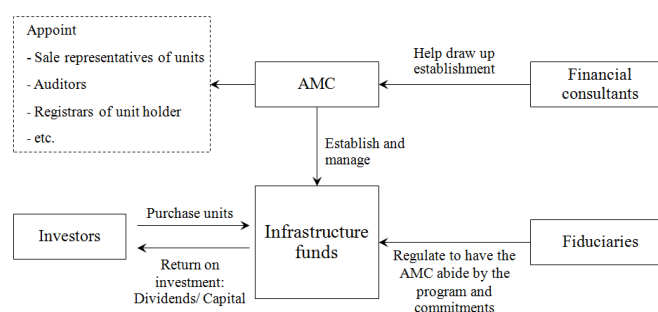 Appoint
- Sale representatives of units
- Auditors
- Registrars of unit holder
- etc.
AMC
Help draw up
establishment
Financial
consultants
Establish and
manage
Investors
Purchase units
Return on
investment:
Dividends/ Capital
Infrastructure
funds
Regulate to have the
AMC abide by the
program and
commitments
Fiduciaries